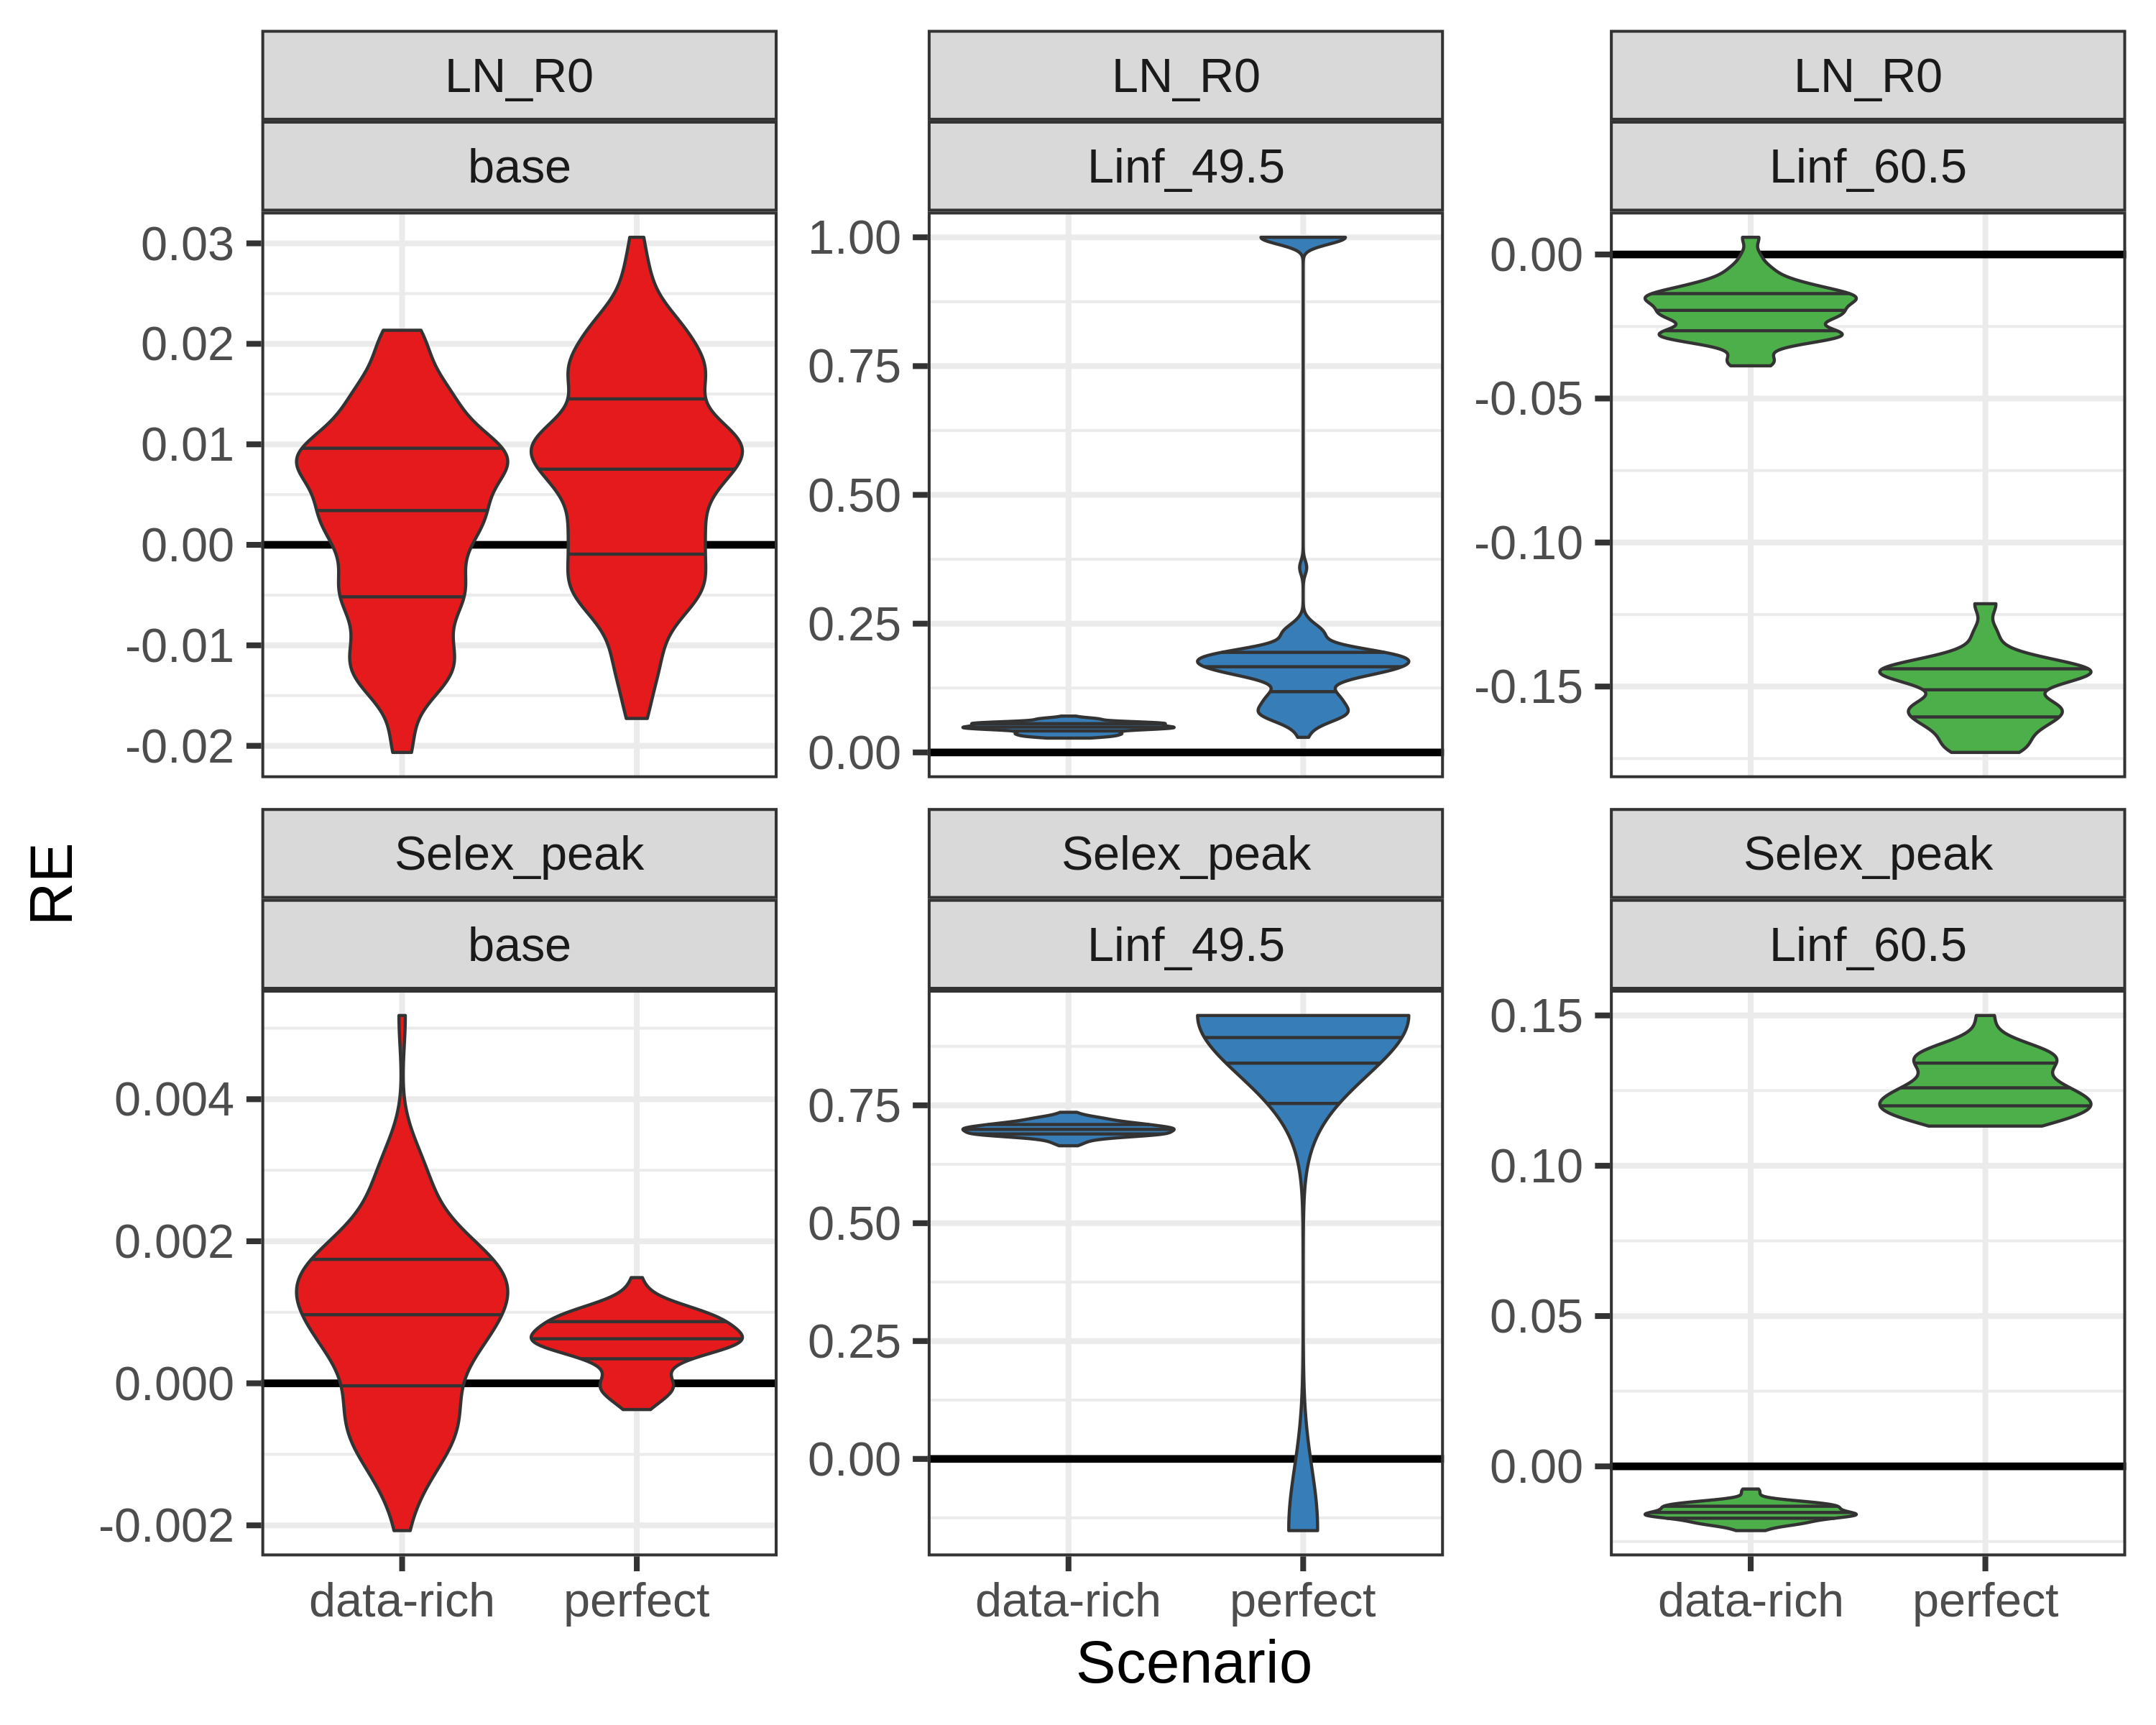 LN_R0
LN_R0
LN_R0
base
Linf_49.5
Linf_60.5
0.03
0.02
0.01
0.00
-0.01
-0.02
1.00
0.75
0.50
0.25
0.00
0.00
-0.05
-0.10
-0.15
RE
Selex_peak
Selex_peak
Selex_peak
base
Linf_49.5
Linf_60.5
0.004
0.002
0.000
-0.002
0.75
0.50
0.25
0.00
0.15
0.10
0.05
0.00
data-rich perfect
data-rich perfect
data-rich perfect
Scenario